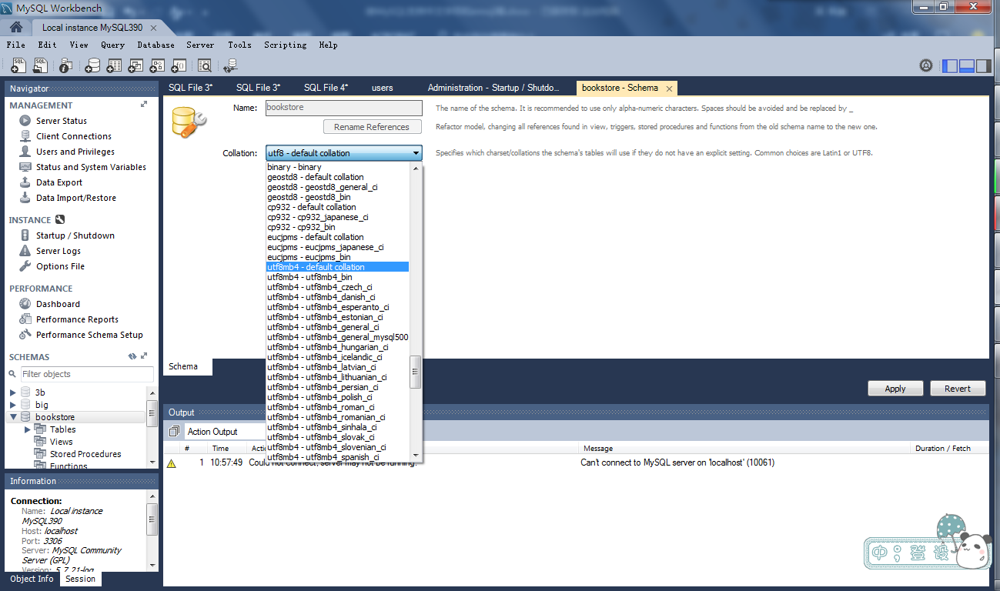 MySQL Workbench
Local instance MySQL390
File Edit View Query Database Server Tools Scripting Help
Navigator
MANAGEMENT
Server Status
Client Connections
Users and Privileges
Status and System Variables
Data Export
Data Import/Restore
INSTANCE
Startup / Shutdown
Server Logs
Options File
PERFORMANCE
Dashboard
Performance Reports
Performance Schema Setup
SCHEMAS
Filter objects
3b
big
bookstore
Tables
Views
Stored Procedures
Functions
Information
Connection:
Name: Local instance
MySQL390
Host: localhost
Port: 3306
Server: MySQL Community
Server (GPL)
Version: 5.7.21-log
Object Info Session
SQL File 3* SQL File 3* SQL File 4* users Administration - Startup / Shutdo... bookstore - Schema
Name: bookstore The name of the schema. It is recommended to use only alpha-numeric characters. Spaces should be avoided and be replaced by _
Rename References Refactor model, changing all references found in view, triggers, stored procedures and functions from the old schema name to the new one.
Collation: utf8 - default collation Specifies which charset/collations the schema's tables will use if they do not have an explicit setting. Common choices are Latin1 or UTF8.
binary - binary
geostd8 - default collation
geostd8 - geostd8_general_ci
geostd8 - geostd8_bin
cp932 - default collation
cp932 - cp932_japanese_ci
cp932 - cp932_bin
eucjpms - default collation
eucjpms - eucjpms_japanese_ci
eucjpms - eucjpms_bin
utf8mb4 - default collation
utf8mb4 - utf8mb4_bin
utf8mb4 - utf8mb4_czech_ci
utf8mb4 - utf8mb4_danish_ci
utf8mb4 - utf8mb4_esperanto_ci
utf8mb4 - utf8mb4_estonian_ci
utf8mb4 - utf8mb4_general_ci
utf8mb4 - utf8mb4_general_mysql500
utf8mb4 - utf8mb4_hungarian_ci
utf8mb4 - utf8mb4_icelandic_ci
utf8mb4 - utf8mb4_latvian_ci
utf8mb4 - utf8mb4_lithuanian_ci
utf8mb4 - utf8mb4_persian_ci
utf8mb4 - utf8mb4_polish_ci
utf8mb4 - utf8mb4_roman_ci
utf8mb4 - utf8mb4_romanian_ci
utf8mb4 - utf8mb4_sinhala_ci
utf8mb4 - utf8mb4_slovak_ci
utf8mb4 - utf8mb4_slovenian_ci
utf8mb4 - utf8mb4_spanish_ci
Schema
Apply Revert
Output
Action Output
# Time Message Duration / Fetch
1 10:57:49 Could not connect, server may not be running. Can't connect to MySQL server on 'localhost' (10061)
中 登 设